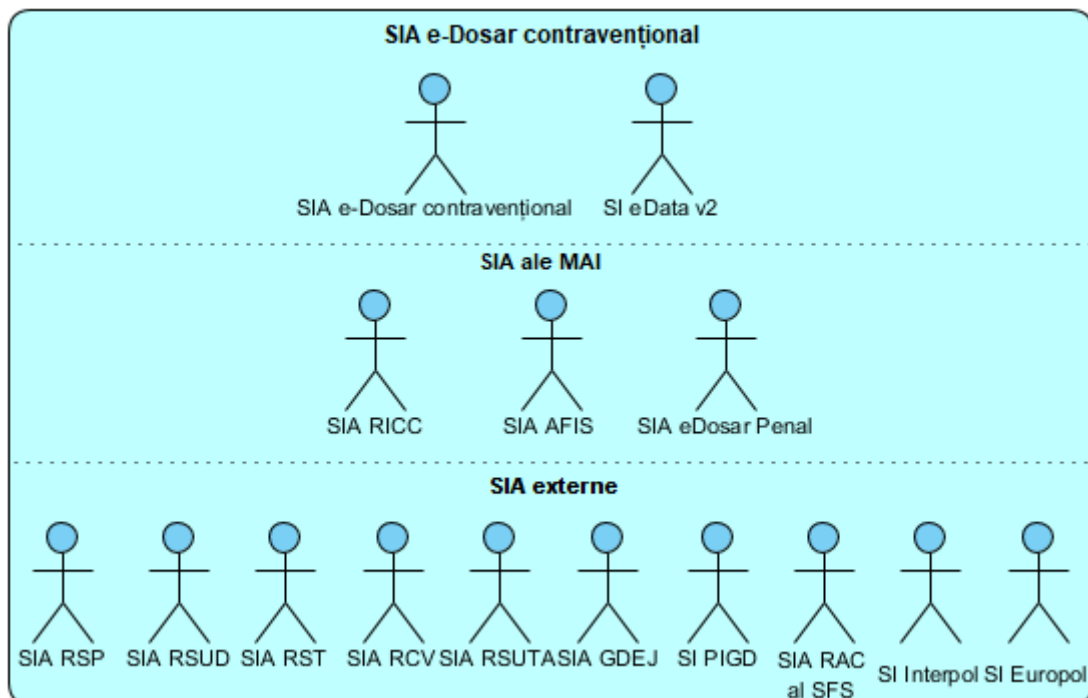 SIA e-Dosar contravențional
SIA e-Dosar contravențional
SI eData v2
SIA ale MAI
SIA RICC
SIA AFIS
SIA eDosar Penal
SIA externe
SIA RSP
SIA RSUD
SIA RST
SIA RCV
SIA RSUTA
SIA GDEJ
SI PIGD
SIA RAC
al SFS
SI Interpol
SI Europol